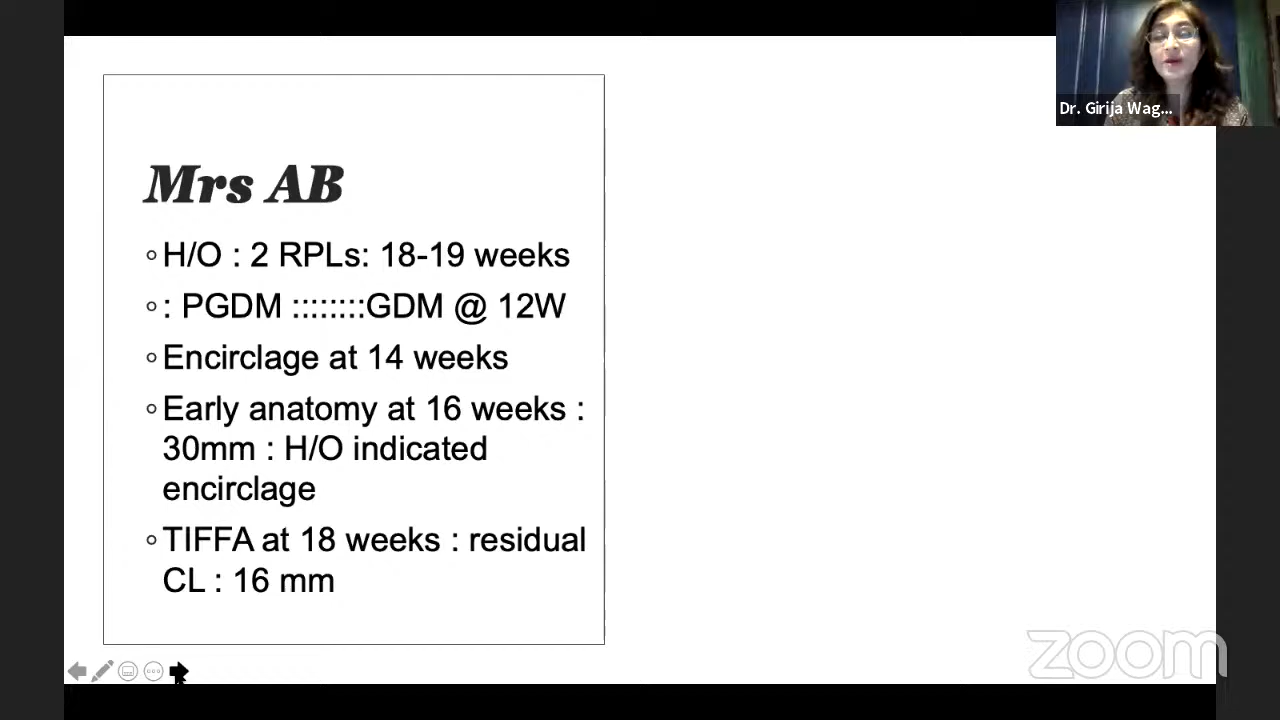 Dr. Girija Wag...
Mrs AB
H/O : 2 RPLs: 18-19 weeks
: PGDM ::::::::GDM @ 12W
Encirclage at 14 weeks
Early anatomy at 16 weeks :
30mm : H/O indicated
encirclage
TIFFA at 18 weeks : residual
CL : 16 mm
zoom